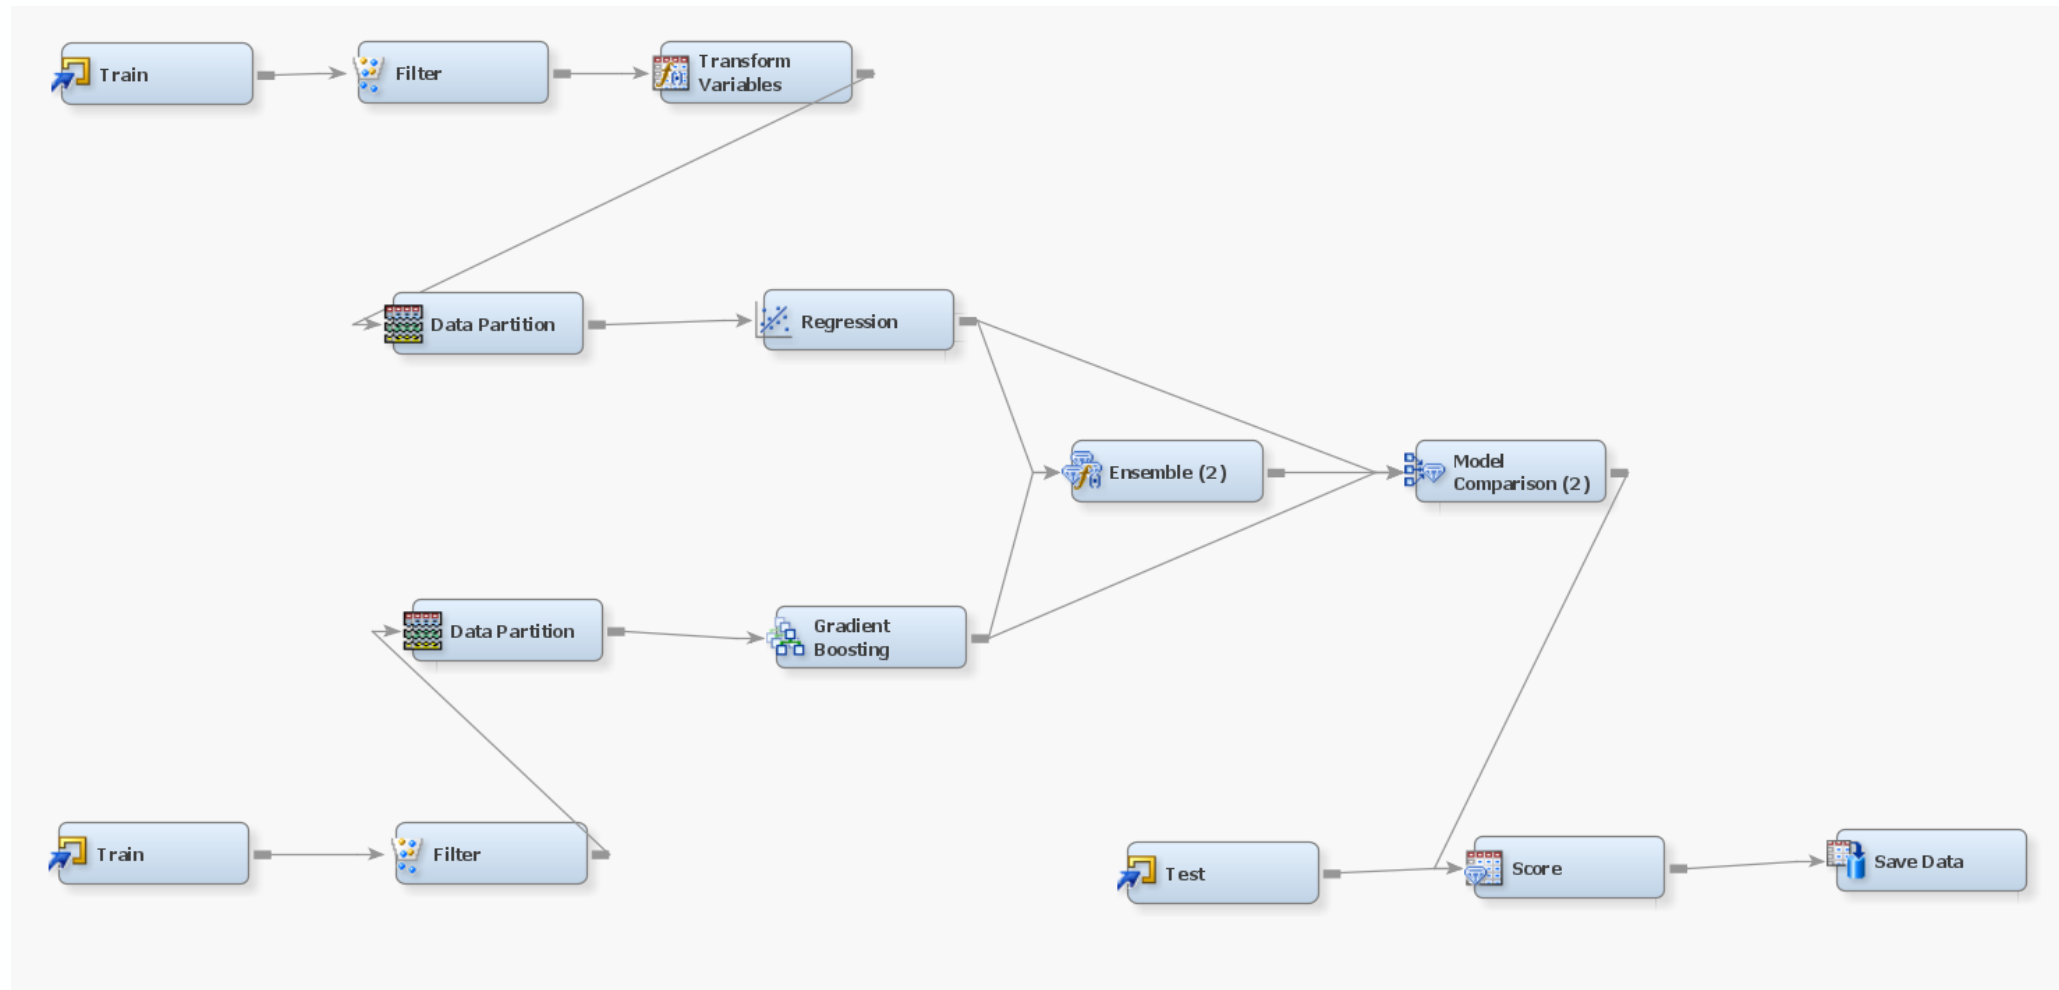 Train
Filter
Transform
Variables
Data Partition
Regression
Ensemble (2)
Model
Comparison (2)
Data Partition
Gradient
Boosting
Train
Filter
Test
Score
Save Data